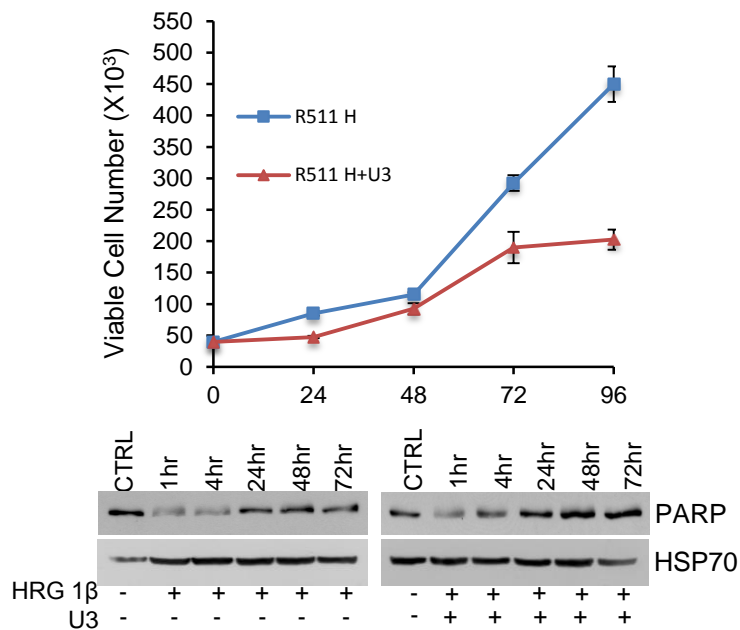 Viable Cell Number (X10³)
550
500
450
400
350
300
250
200
150
100
50
0
R511 H
R511 H+U3
0 24 48 72 96
CTRL 1hr 4hr 24hr 48hr 72hr CTRL 1hr 4hr 24hr 48hr 72hr
PARP
HSP70
HRG 1β - + + + + + - + + + + +
U3 - - - - - - - + + + + +